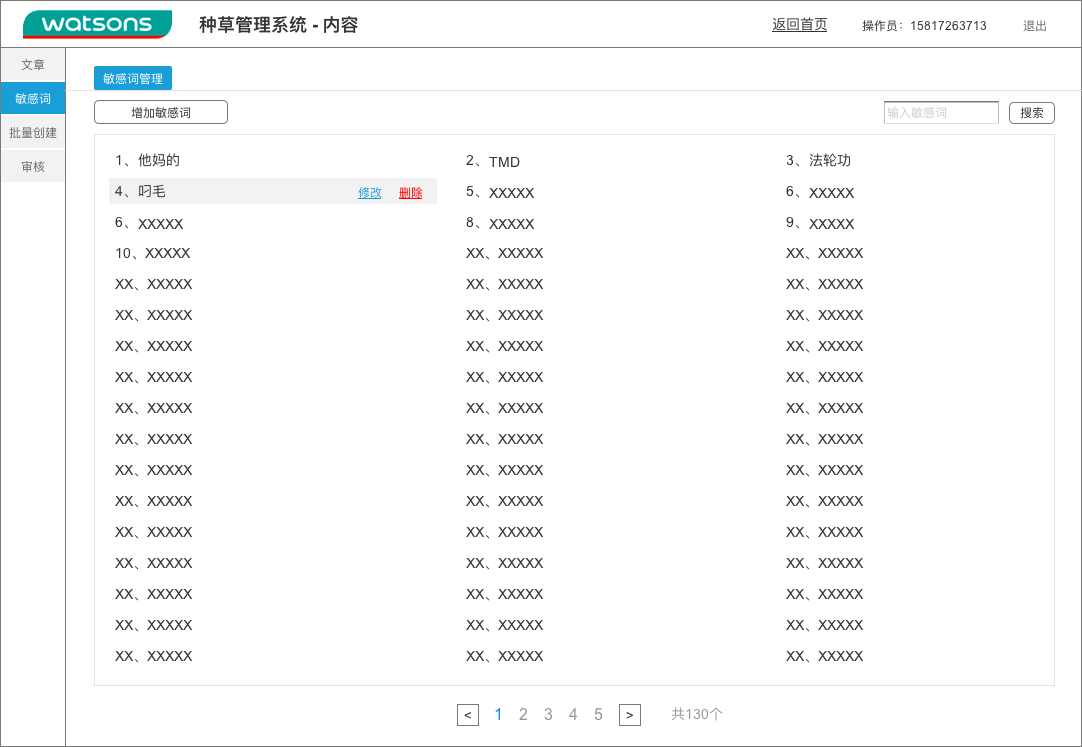 watsons 种草管理系统 - 内容 返回首页 操作员：15817263713 退出
文章
敏感词
批量创建
审核
敏感词管理
增加敏感词 输入敏感词 搜索
1、他妈的 2、TMD 3、法轮功
4、叼毛 修改 删除 5、XXXXX 6、XXXXX
6、XXXXX 8、XXXXX 9、XXXXX
10、XXXXX XX、XXXXX XX、XXXXX
XX、XXXXX XX、XXXXX XX、XXXXX
XX、XXXXX XX、XXXXX XX、XXXXX
XX、XXXXX XX、XXXXX XX、XXXXX
XX、XXXXX XX、XXXXX XX、XXXXX
XX、XXXXX XX、XXXXX XX、XXXXX
XX、XXXXX XX、XXXXX XX、XXXXX
XX、XXXXX XX、XXXXX XX、XXXXX
XX、XXXXX XX、XXXXX XX、XXXXX
XX、XXXXX XX、XXXXX XX、XXXXX
XX、XXXXX XX、XXXXX XX、XXXXX
XX、XXXXX XX、XXXXX XX、XXXXX
XX、XXXXX XX、XXXXX XX、XXXXX
XX、XXXXX XX、XXXXX XX、XXXXX
< 1 2 3 4 5 > 共130个